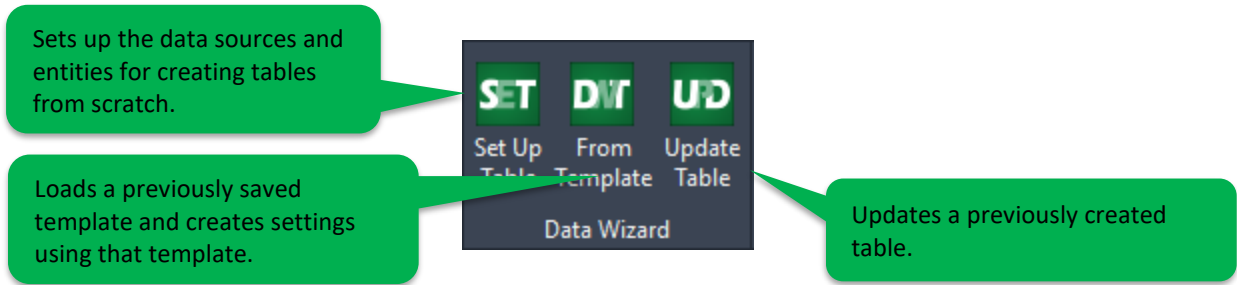 Sets up the data sources and
entities for creating tables
from scratch.
SET DWT UPD
Set Up From Update
Table Template Table
Data Wizard
Loads a previously saved
template and creates settings
using that template.
Updates a previously created
table.